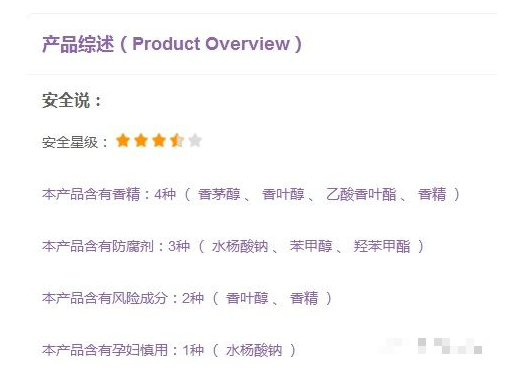 产品综述（Product Overview）
安全说：
安全星级：
本产品含有香精：4种（ 香茅醇 、 香叶醇 、 乙酸香叶酯 、 香精 ）
本产品含有防腐剂：3种（ 水杨酸钠 、 苯甲醇 、 羟苯甲酯 ）
本产品含有风险成分：2种（ 香叶醇 、 香精 ）
本产品含有孕妇慎用：1种（ 水杨酸钠 ）